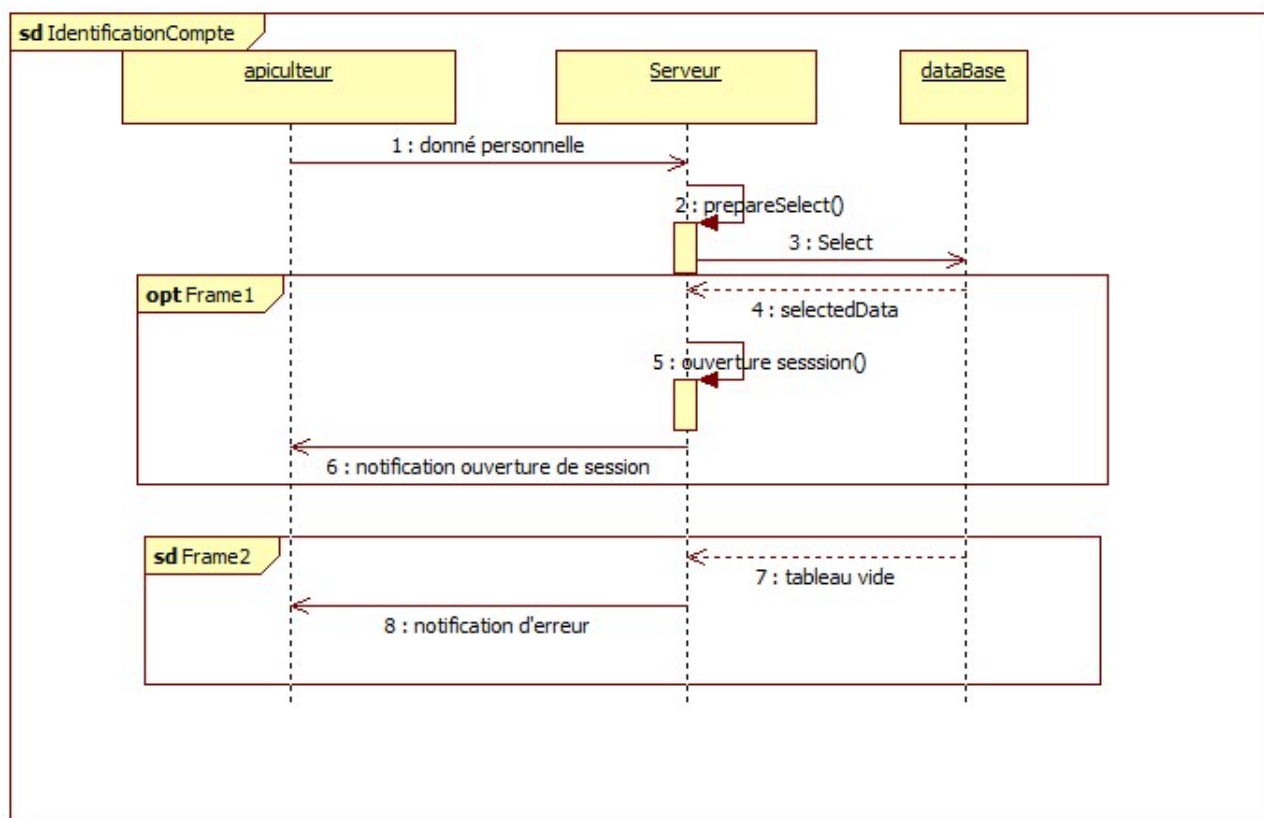 sd IdentificationCompte
apiculteur
Serveur
dataBase
1 : donné personnelle
2 : prepareSelect()
3 : Select
opt Frame1
4 : selectedData
5 : ouverture sesssion()
6 : notification ouverture de session
sd Frame2
7 : tableau vide
8 : notification d'erreur